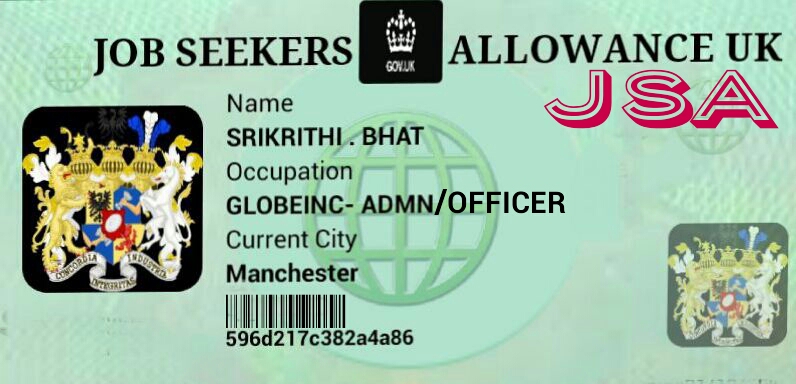 JOB SEEKERS ALLOWANCE UK
GOV.UK
JSA
Name
SRIKRITHI . BHAT
Occupation
GLOBEINC- ADMN/OFFICER
Current City
Manchester
CONCORDIA INTEGRITAS INDUSTRIA
596d217c382a4a86